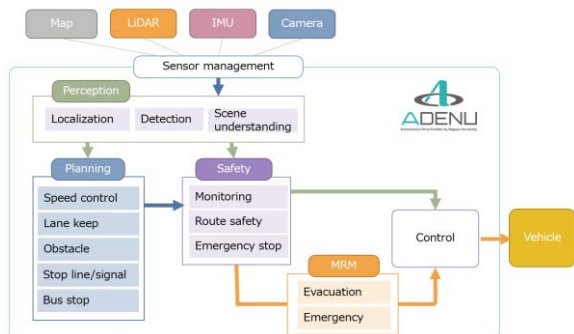 Map
LiDAR
IMU
Camera
Sensor management
Perception
Localization
Detection
Scene
understanding
ADENU
Autonomous Drive Enabler by Nagoya University
Planning
Speed control
Lane keep
Obstacle
Stop line/signal
Bus stop
Safety
Monitoring
Route safety
Emergency stop
MRM
Evacuation
Emergency
Control
Vehicle